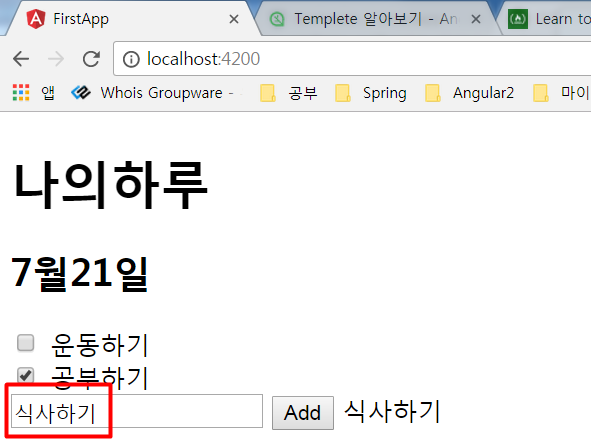 FirstApp
Templete 알아보기 - An
Learn to
localhost:4200
앱 Whois Groupware - 공부 Spring Angular2 마이
나의하루
7월21일
운동하기
공부하기
식사하기 Add 식사하기